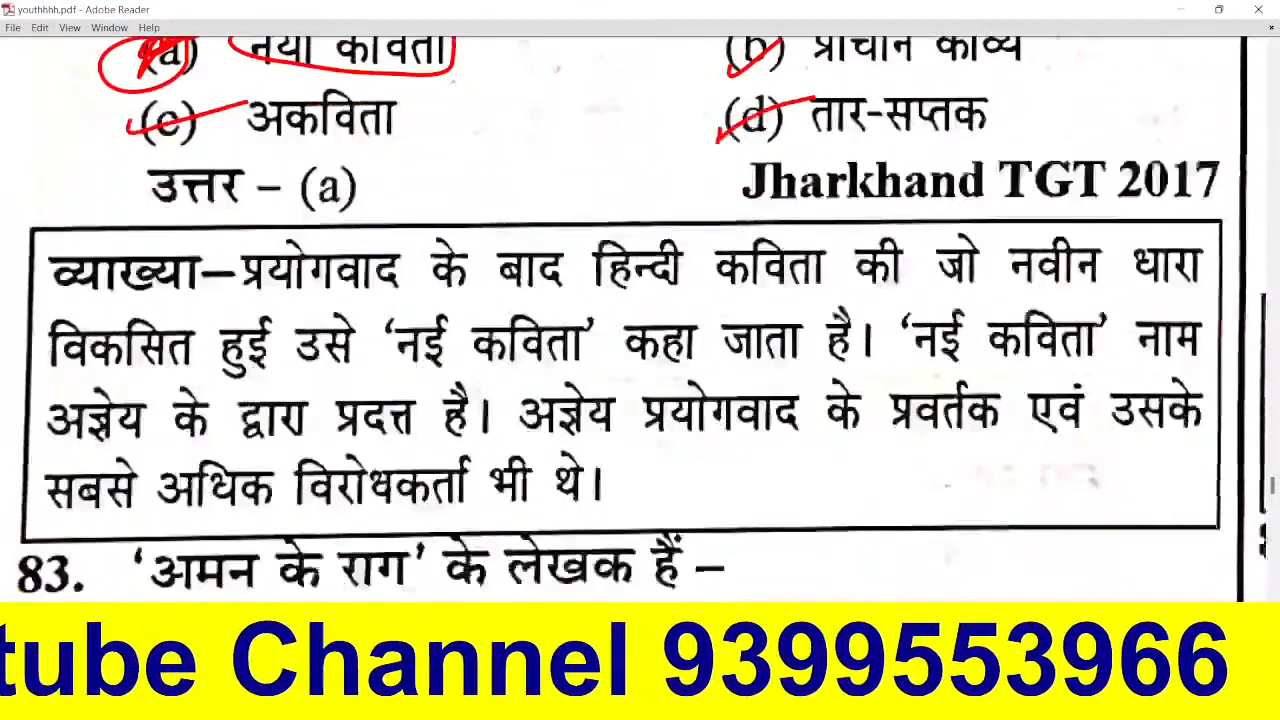 youthhhh.pdf - Adobe Reader
File Edit View Window Help
(a) नयी कविता (b) प्राचीन काव्य
(c) अकविता (d) तार-सप्तक
उत्तर – (a) Jharkhand TGT 2017
व्याख्या–प्रयोगवाद के बाद हिन्दी कविता की जो नवीन धारा
विकसित हुई उसे ‘नई कविता’ कहा जाता है। ‘नई कविता’ नाम
अज्ञेय के द्वारा प्रदत्त है। अज्ञेय प्रयोगवाद के प्रवर्तक एवं उसके
सबसे अधिक विरोधकर्ता भी थे।
83. ‘अमन के राग’ के लेखक हैं –
tube Channel 9399553966